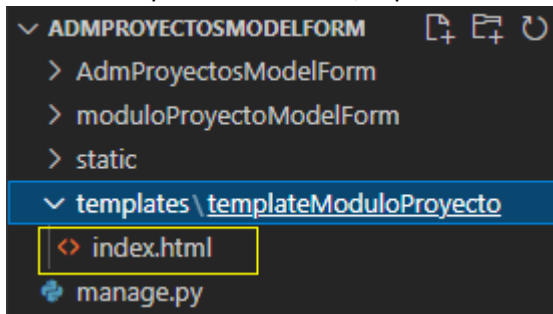 ADMPROYECTOSMODELFORM
AdmProyectosModelForm
moduloProyectoModelForm
static
templates\templateModuloProyecto
index.html
manage.py